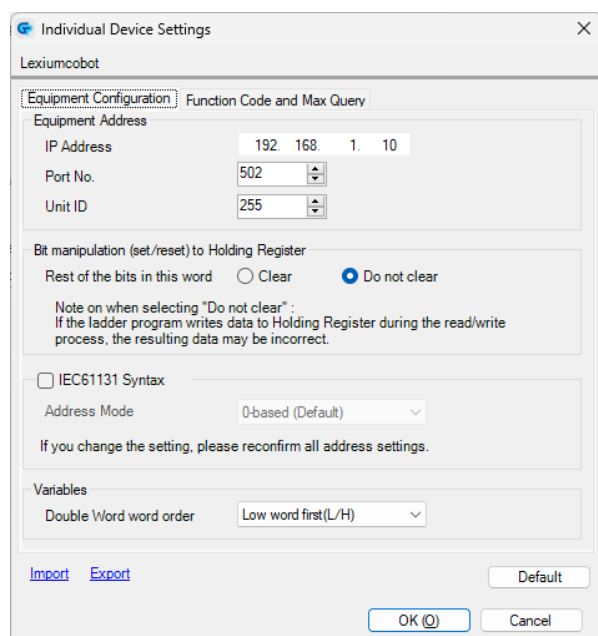 Individual Device Settings
Lexiumcobot
Equipment Configuration Function Code and Max Query
Equipment Address
IP Address 192. 168. 1. 10
Port No. 502
Unit ID 255
Bit manipulation (set/reset) to Holding Register
Rest of the bits in this word Clear Do not clear
Note on when selecting "Do not clear" :
If the ladder program writes data to Holding Register during the read/write
process, the resulting data may be incorrect.
IEC61131 Syntax
Address Mode 0-based (Default)
If you change the setting, please reconfirm all address settings.
Variables
Double Word word order Low word first(L/H)
Import Export Default
OK (O) Cancel